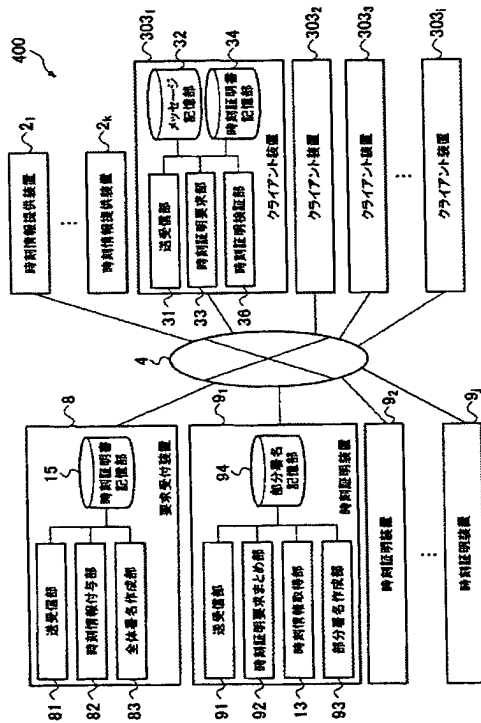 400
2₁
時刻情報提供装置
2k
時刻情報提供装置
303₁
クライアント装置
31
送受信部
32
メッセージ記憶部
33
時刻証明要求部
34
時刻証明書記憶部
36
時刻証明検証部
303₂
クライアント装置
303₃
クライアント装置
303i
クライアント装置
4
8
要求受付装置
81
送受信部
15
時刻証明書記憶部
82
時刻情報付与部
83
全体署名作成部
9₁
時刻証明装置
91
送受信部
94
部分署名記憶部
92
時刻証明要求まとめ部
13
時刻情報取得部
93
部分署名作成部
9₂
時刻証明装置
9j
時刻証明装置